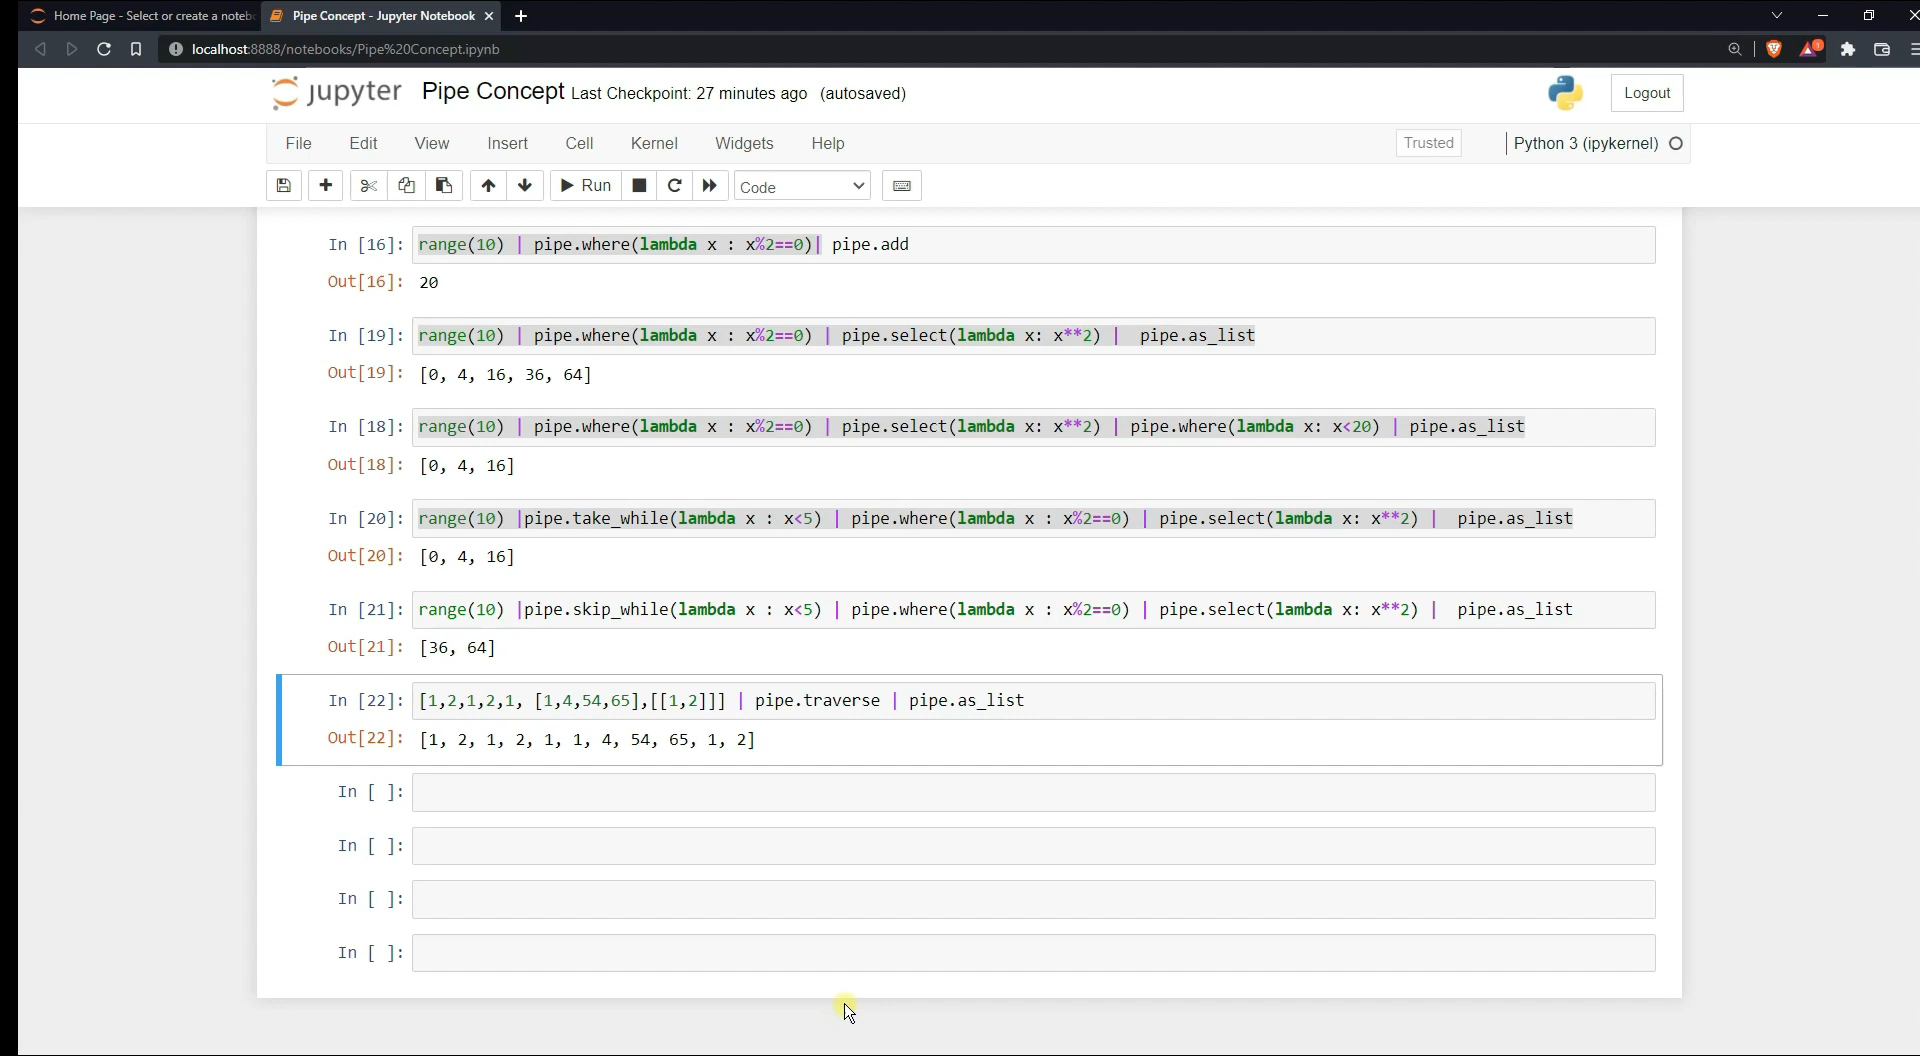 Home Page - Select or create a noteb
Pipe Concept - Jupyter Notebook
localhost:8888/notebooks/Pipe%20Concept.ipynb
1
jupyter Pipe Concept Last Checkpoint: 27 minutes ago (autosaved)
Logout
File Edit View Insert Cell Kernel Widgets Help
Trusted
Python 3 (ipykernel)
Run
Code
In [16]: range(10) | pipe.where(lambda x : x%2==0)| pipe.add
Out[16]: 20
In [19]: range(10) | pipe.where(lambda x : x%2==0) | pipe.select(lambda x: x**2) |  pipe.as_list
Out[19]: [0, 4, 16, 36, 64]
In [18]: range(10) | pipe.where(lambda x : x%2==0) | pipe.select(lambda x: x**2) | pipe.where(lambda x: x<20) | pipe.as_list
Out[18]: [0, 4, 16]
In [20]: range(10) |pipe.take_while(lambda x : x<5) | pipe.where(lambda x : x%2==0) | pipe.select(lambda x: x**2) |  pipe.as_list
Out[20]: [0, 4, 16]
In [21]: range(10) |pipe.skip_while(lambda x : x<5) | pipe.where(lambda x : x%2==0) | pipe.select(lambda x: x**2) |  pipe.as_list
Out[21]: [36, 64]
In [22]: [1,2,1,2,1, [1,4,54,65],[[1,2]]] | pipe.traverse | pipe.as_list
Out[22]: [1, 2, 1, 2, 1, 1, 4, 54, 65, 1, 2]
In [ ]:
In [ ]:
In [ ]:
In [ ]: